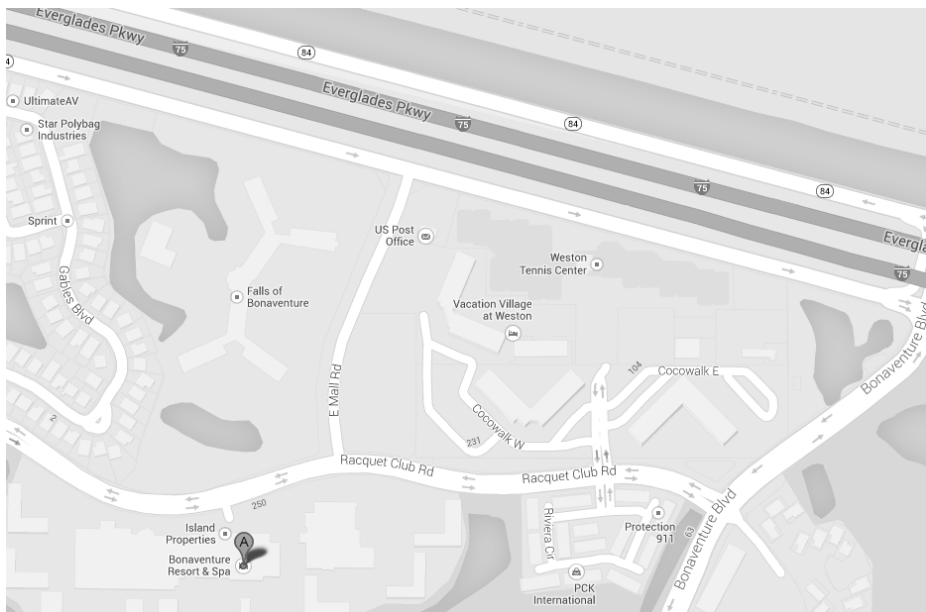 Everglades Pkwy
84
75
Everglades Pkwy
84
4
75
84
UltimateAV
Star Polybag
Industries
75
84
Sprint
US Post
Office
Weston
Tennis Center
Evergla
75
Gables Blvd
Falls of
Bonaventure
Vacation Village
at Weston
Bonaventure Blvd
E Mall Rd
104
Cocowalk E
2
Cocowalk W
231
Racquet Club Rd
Racquet Club Rd
250
Bonaventure Blvd
Island
Properties
Riviera Cir
Protection
911
63
A
Bonaventure
Resort & Spa
PCK
International